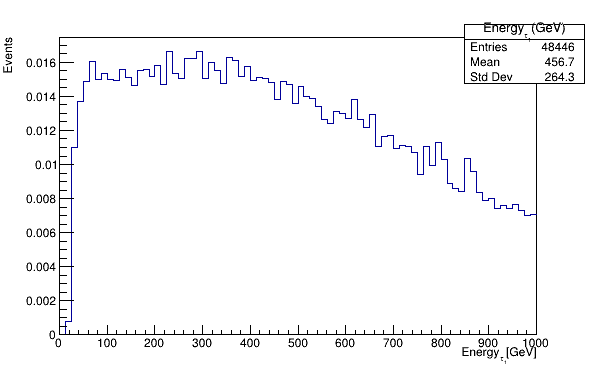 Energy_τ₁ (GeV)
Entries 48446
Mean 456.7
Std Dev 264.3
Events
0.016
0.014
0.012
0.01
0.008
0.006
0.004
0.002
0
0 100 200 300 400 500 600 700 800 900 1000
Energy_τ₁ [GeV]